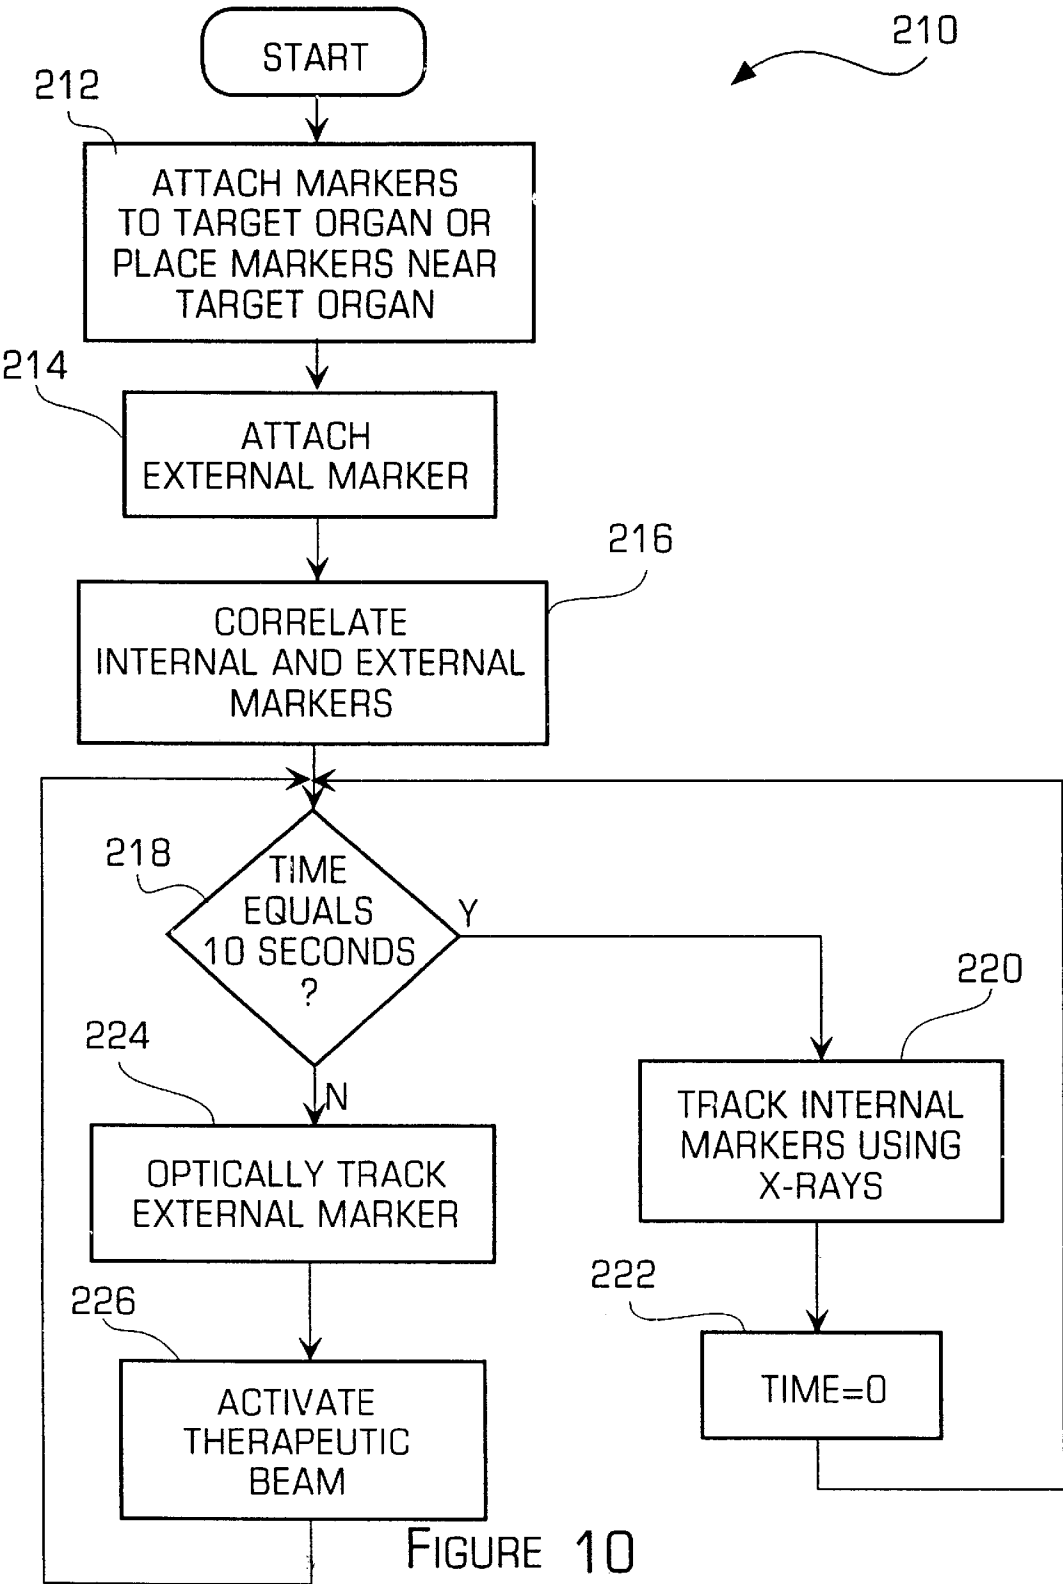 START
210
212
ATTACH MARKERS
TO TARGET ORGAN OR
PLACE MARKERS NEAR
TARGET ORGAN
214
ATTACH
EXTERNAL MARKER
216
CORRELATE
INTERNAL AND EXTERNAL
MARKERS
218
TIME
EQUALS
10 SECONDS
?
Y
N
220
TRACK INTERNAL
MARKERS USING
X-RAYS
222
TIME=0
224
OPTICALLY TRACK
EXTERNAL MARKER
226
ACTIVATE
THERAPEUTIC
BEAM
FIGURE 10